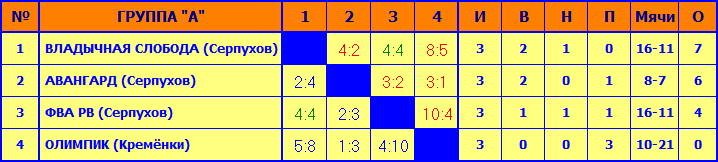 № ГРУППА "А" 1 2 3 4 И В Н П Мячи О
1 ВЛАДЫЧНАЯ СЛОБОДА (Серпухов) 4:2 4:4 8:5 3 2 1 0 16-11 7
2 АВАНГАРД (Серпухов) 2:4 3:2 3:1 3 2 0 1 8-7 6
3 ФВА РВ (Серпухов) 4:4 2:3 10:4 3 1 1 1 16-11 4
4 ОЛИМПИК (Кремёнки) 5:8 1:3 4:10 3 0 0 3 10-21 0